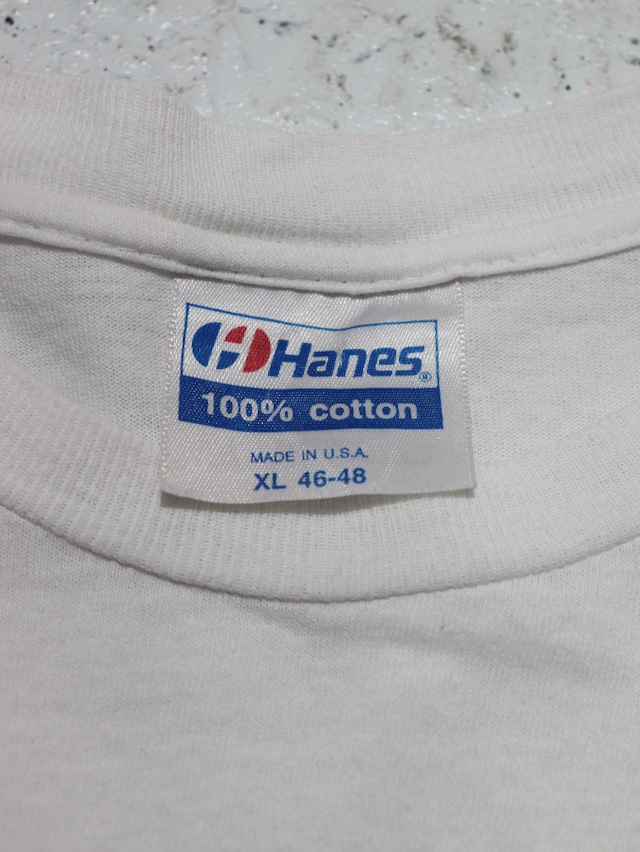 Hanes®
100% cotton
MADE IN U.S.A.
XL 46-48